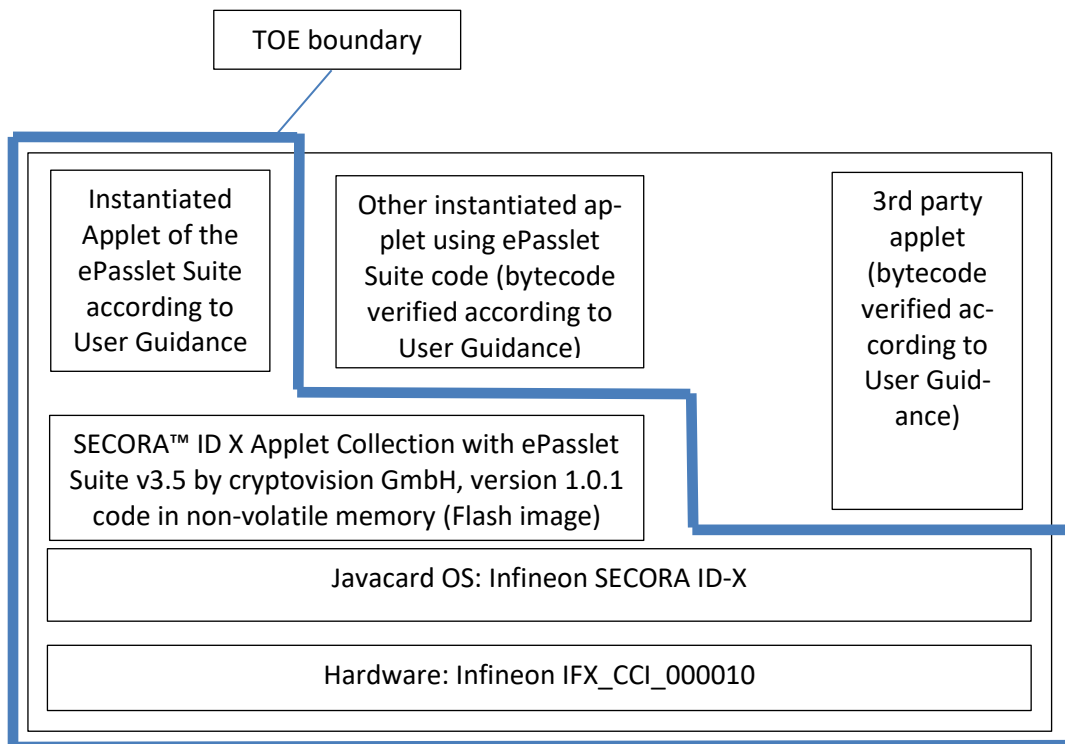 TOE boundary
Instantiated
Applet of the
ePasslet Suite
according to
User Guidance
Other instantiated ap-
plet using ePasslet
Suite code (bytecode
verified according to
User Guidance)
3rd party
applet
(bytecode
verified ac-
cording to
User Guid-
ance)
SECORA™ ID X Applet Collection with ePasslet
Suite v3.5 by cryptovision GmbH, version 1.0.1
code in non-volatile memory (Flash image)
Javacard OS: Infineon SECORA ID-X
Hardware: Infineon IFX_CCI_000010